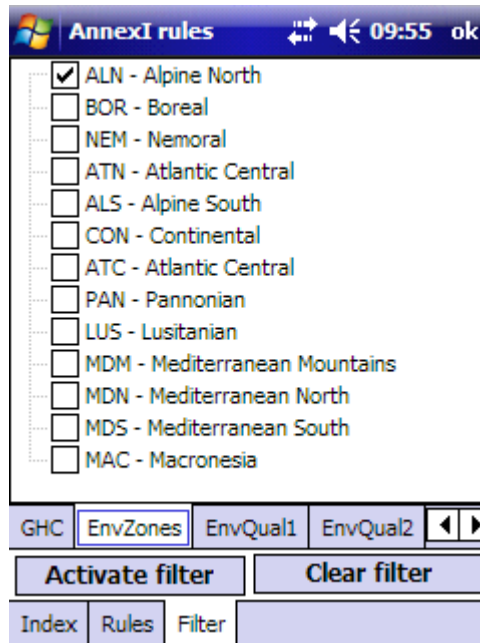 AnnexI rules 09:55 ok
ALN - Alpine North
BOR - Boreal
NEM - Nemoral
ATN - Atlantic Central
ALS - Alpine South
CON - Continental
ATC - Atlantic Central
PAN - Pannonian
LUS - Lusitanian
MDM - Mediterranean Mountains
MDN - Mediterranean North
MDS - Mediterranean South
MAC - Macronesia
GHC EnvZones EnvQual1 EnvQual2
Activate filter Clear filter
Index Rules Filter